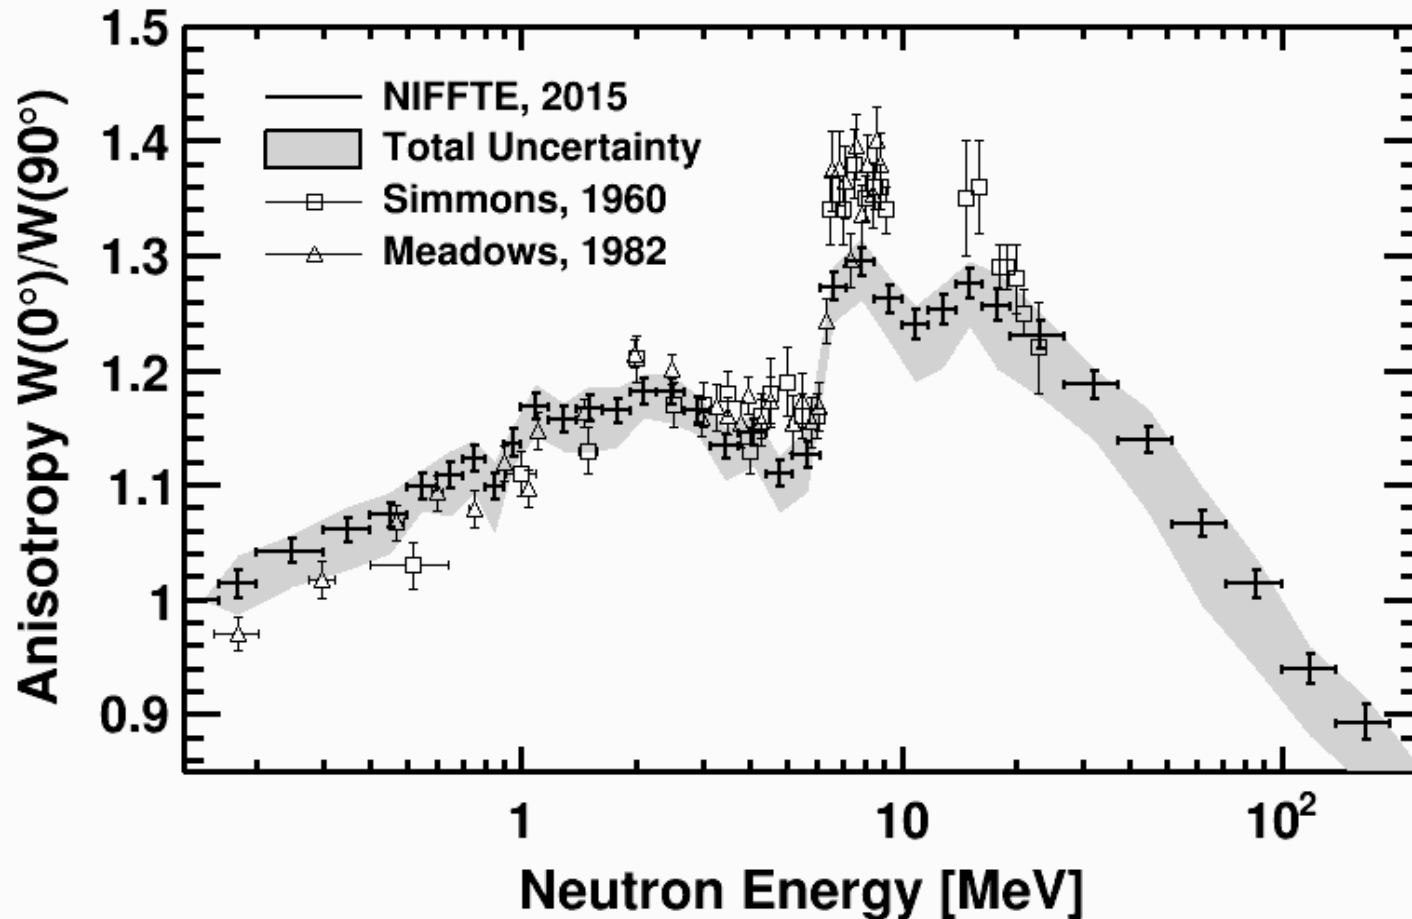 Anisotropy W(0°)/W(90°)
1.5
1.4
1.3
1.2
1.1
1
0.9
NIFFTE, 2015
Total Uncertainty
Simmons, 1960
Meadows, 1982
1
10
10²
Neutron Energy [MeV]